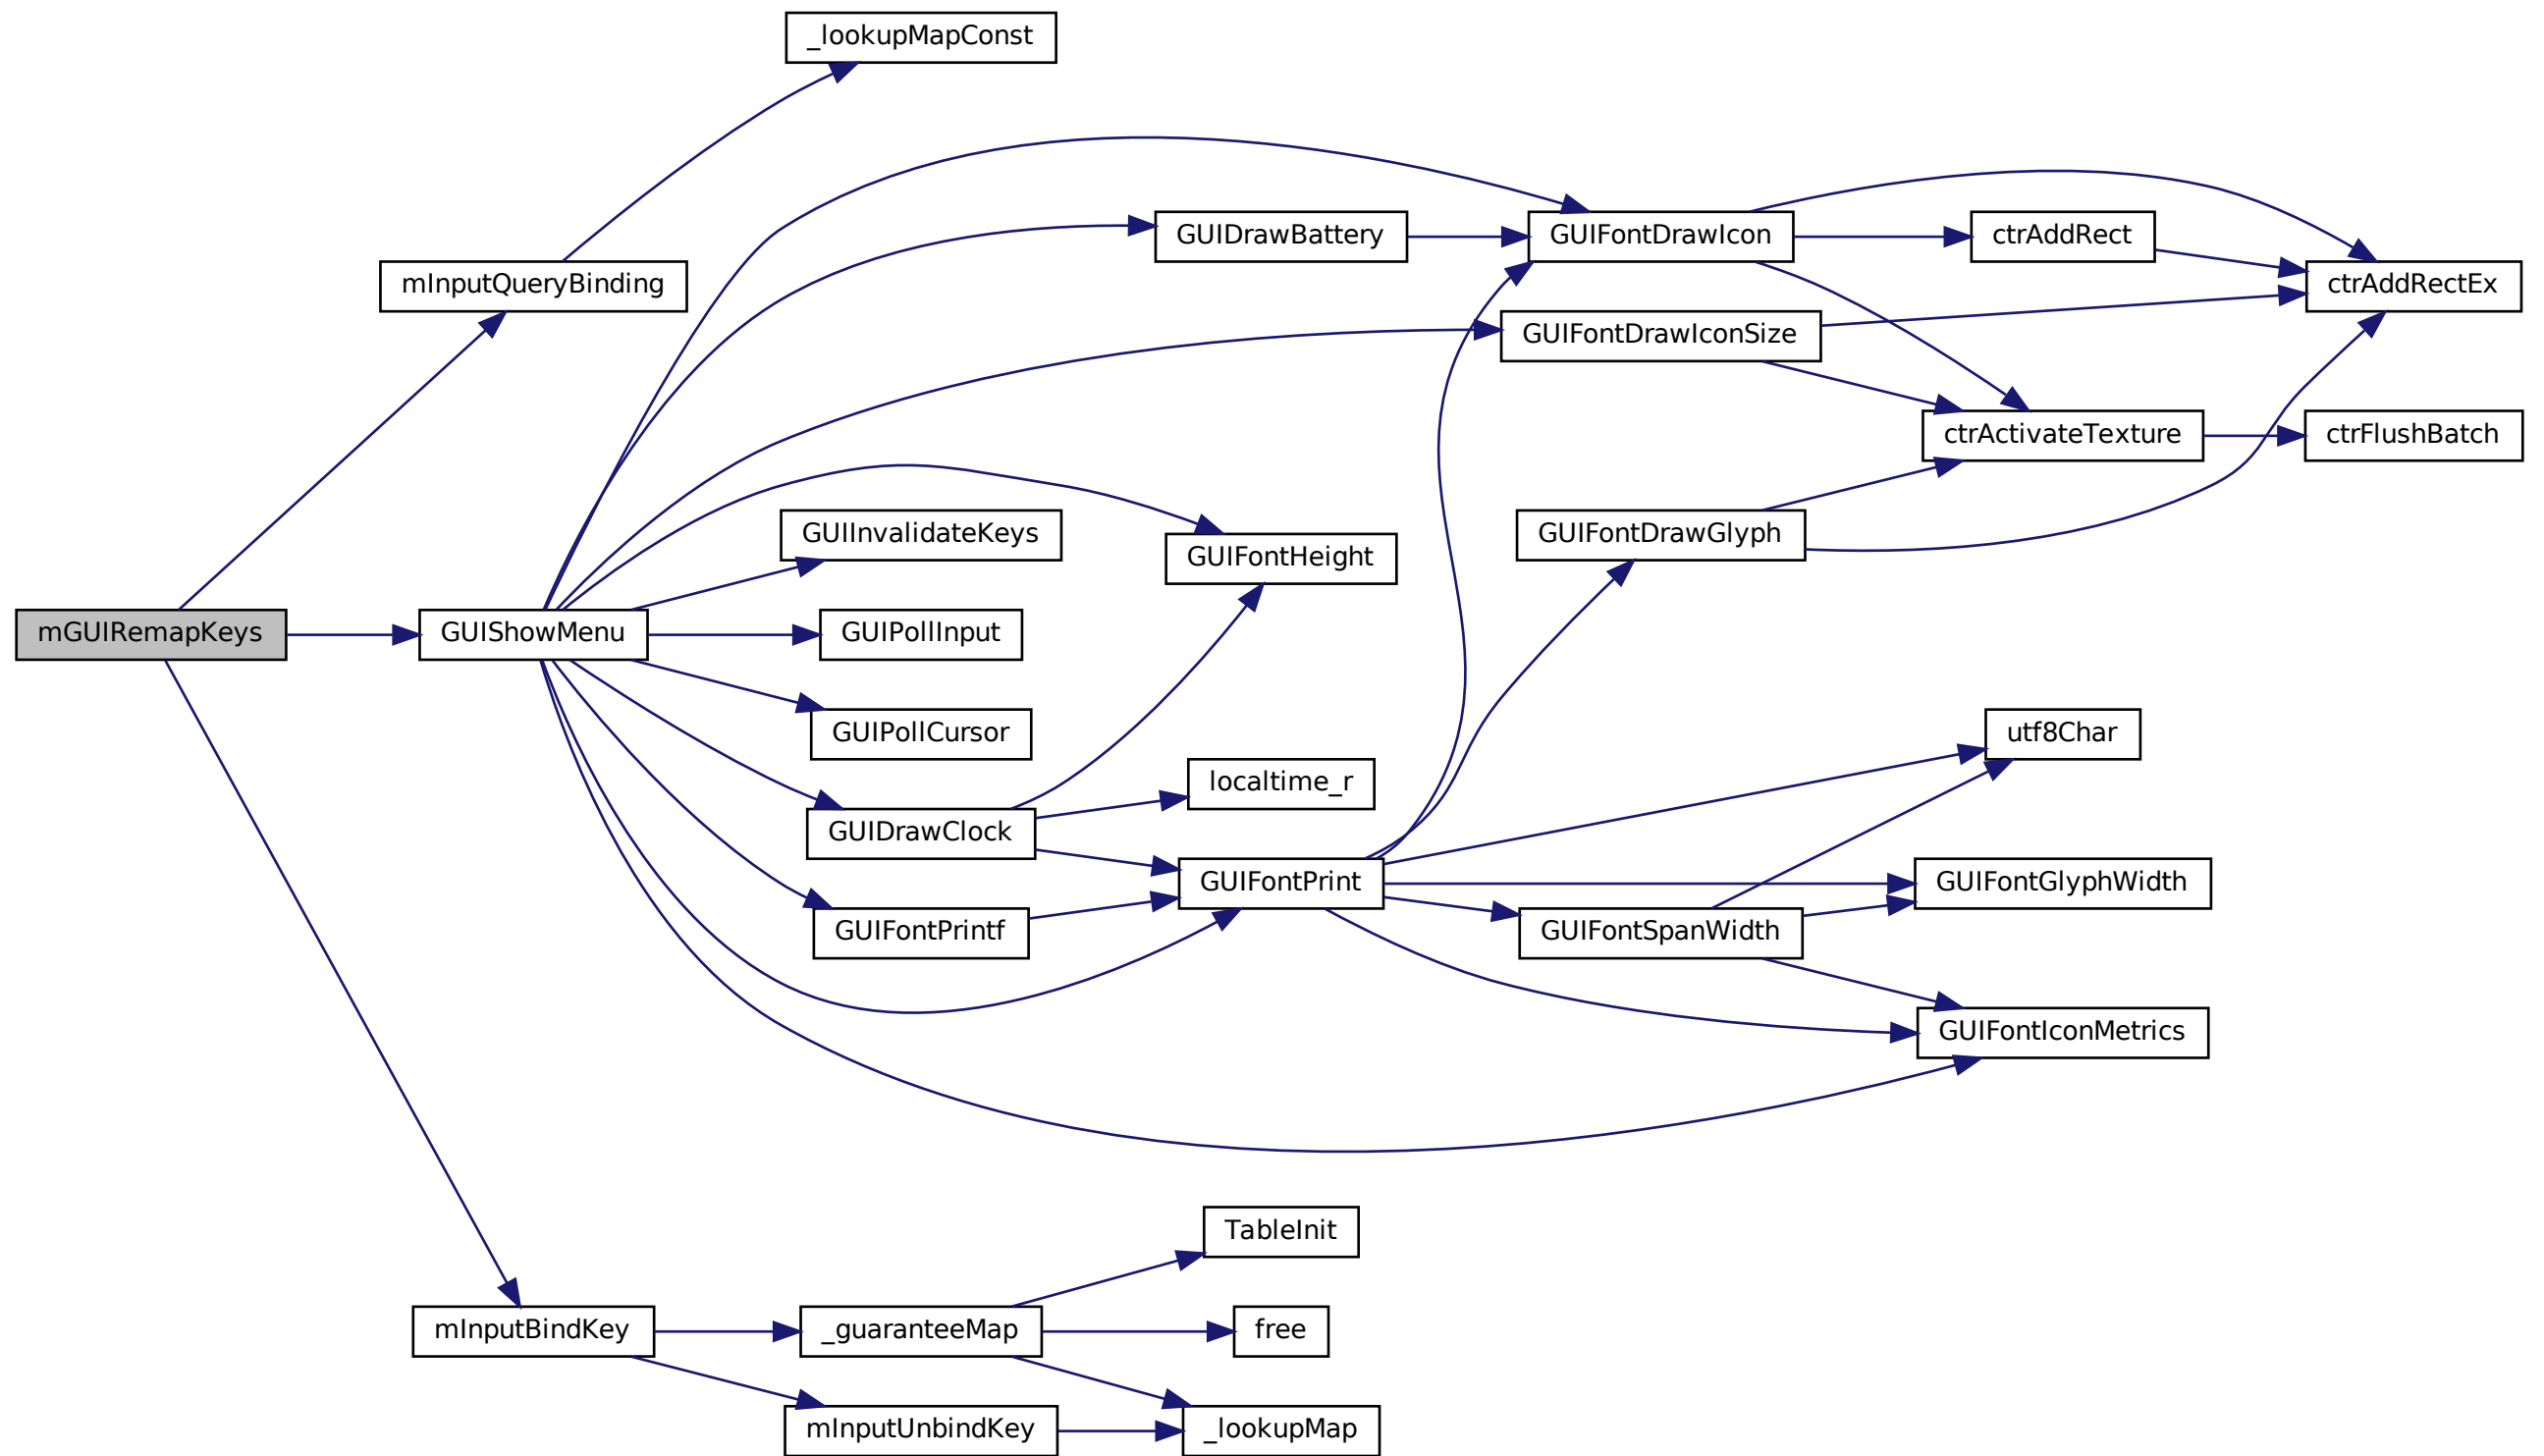 _lookupMapConst
GUIDrawBattery
GUIFontDrawIcon
ctrAddRect
mInputQueryBinding
ctrAddRectEx
GUIFontDrawIconSize
ctrActivateTexture
ctrFlushBatch
GUIInvalidateKeys
GUIFontDrawGlyph
GUIFontHeight
mGUIRemapKeys
GUIShowMenu
GUIPollInput
GUIPollCursor
utf8Char
localtime_r
GUIDrawClock
GUIFontPrint
GUIFontGlyphWidth
GUIFontPrintf
GUIFontSpanWidth
GUIFontIconMetrics
TableInit
mInputBindKey
_guaranteeMap
free
mInputUnbindKey
_lookupMap